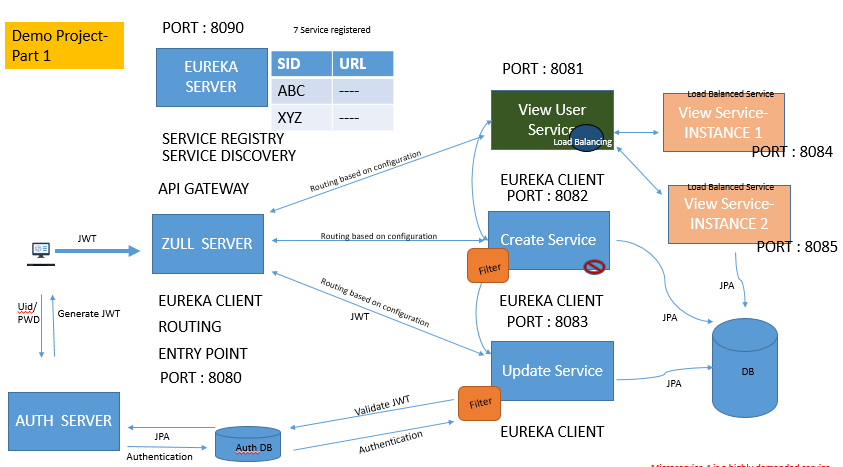 Demo Project-
Part 1
PORT : 8090
7 Service registered
EUREKA
SERVER
SID URL
ABC ----
XYZ ----
SERVICE REGISTRY
SERVICE DISCOVERY
API GATEWAY
ZULL SERVER
EUREKA CLIENT
ROUTING
ENTRY POINT
PORT : 8080
JWT
Uid/
PWD
Generate JWT
AUTH SERVER
JPA
Authentication
Auth DB
Validate JWT
Authentication
Routing based on configuration
Routing based on configuration
Routing based on configuration
JWT
PORT : 8081
View User
Service
Load Balancing
EUREKA CLIENT
PORT : 8082
Create Service
Filter
EUREKA CLIENT
PORT : 8083
Update Service
Filter
EUREKA CLIENT
Load Balanced Service
View Service-
INSTANCE 1
PORT : 8084
Load Balanced Service
View Service-
INSTANCE 2
PORT : 8085
JPA
JPA
JPA
DB